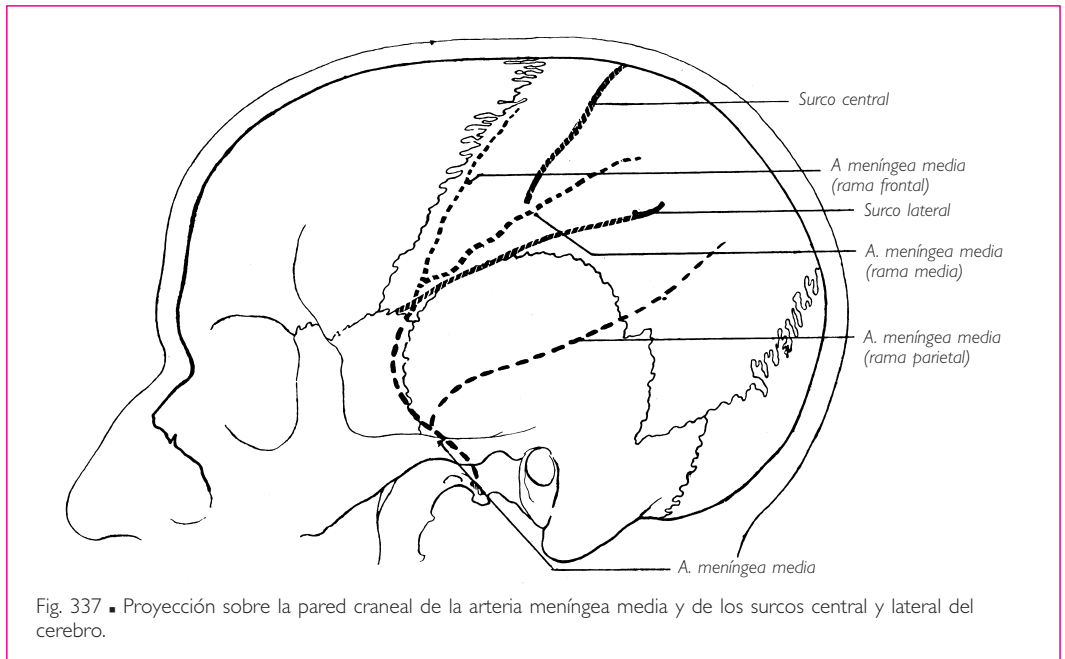 Surco central
A meníngea media
(rama frontal)
Surco lateral
A. meníngea media
(rama media)
A. meníngea media
(rama parietal)
A. meníngea media
Fig. 337 ▪ Proyección sobre la pared craneal de la arteria meníngea media y de los surcos central y lateral del
cerebro.